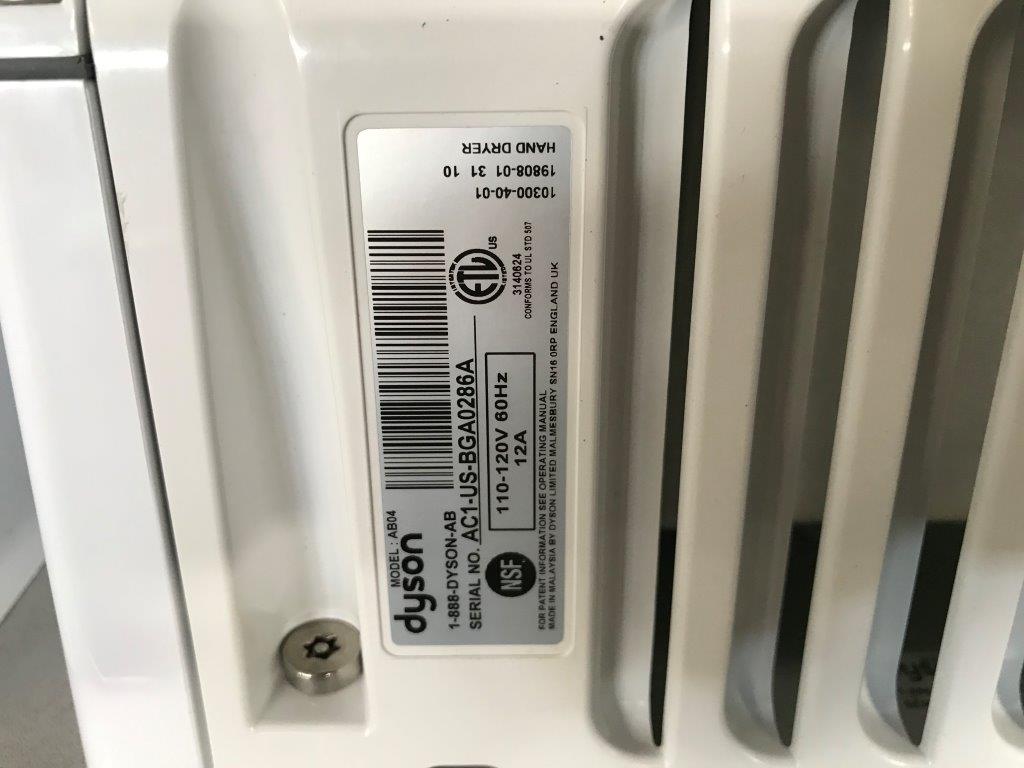 MODEL : AB04
dyson
1-888-DYSON-AB
SERIAL NO. AC1-US-BGA0286A
NSF
110-120V 60Hz
12A
FOR PATENT INFORMATION SEE OPERATING MANUAL
MADE IN MALAYSIA BY DYSON LIMITED MALMESBURY SN16 0RP ENGLAND UK
ETL
US
3140624
CONFORMS TO UL STD 507
HAND DRYER
19808-01 31 10
10300-40-01